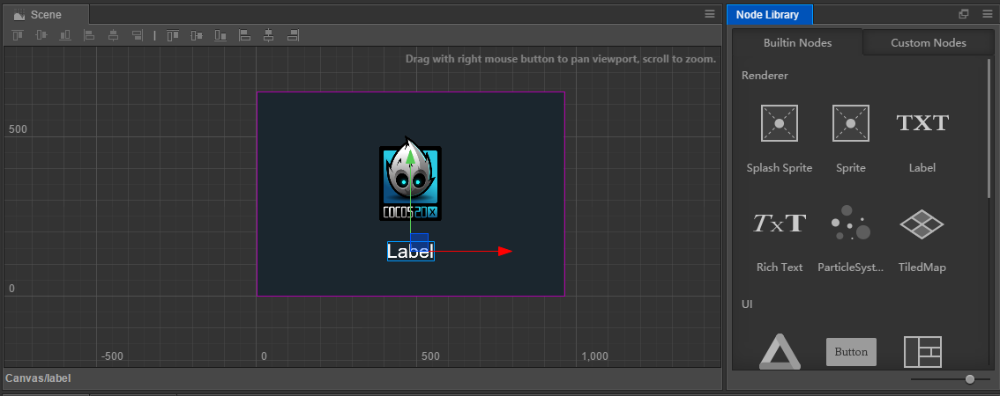 Scene
Node Library
Builtin Nodes
Custom Nodes
Drag with right mouse button to pan viewport, scroll to zoom.
Renderer
500
TXT
Splash Sprite
Sprite
Label
COCOS2DX
TXT
Label
Rich Text
ParticleSyst...
TiledMap
0
UI
-500
0
500
1,000
Button
Canvas/label